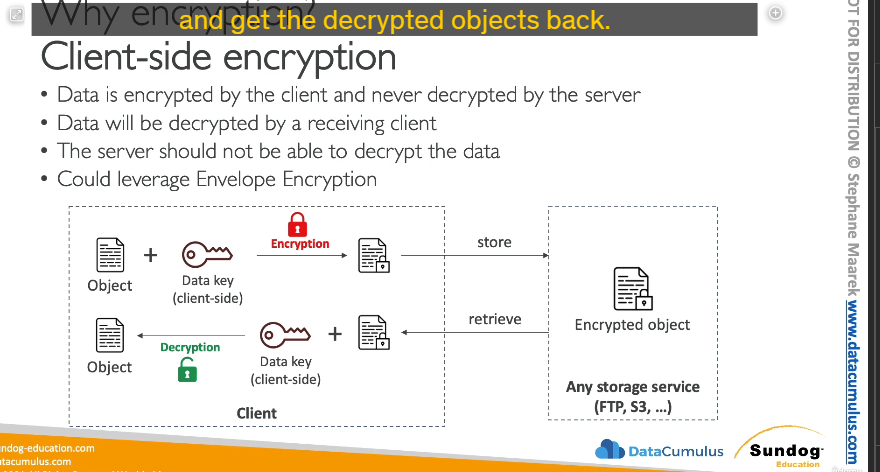 Why encryption?
and get the decrypted objects back.
Client-side encryption
• Data is encrypted by the client and never decrypted by the server
• Data will be decrypted by a receiving client
• The server should not be able to decrypt the data
• Could leverage Envelope Encryption
Object
+
Data key
(client-side)
Encryption
store
Object
Decryption
Data key
(client-side)
+
retrieve
Client
Encrypted object
Any storage service
(FTP, S3, …)
OT FOR DISTRIBUTION © Stephane Maarek www.datacumulus.com
ndog-education.com
atacumulus.com
DataCumulus
Sundog
Education